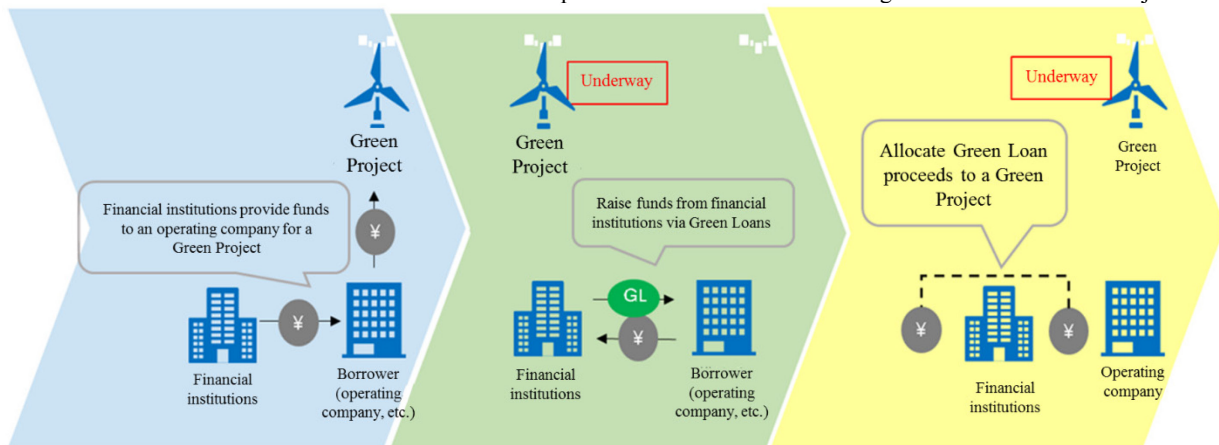 Green
Project
Financial institutions provide funds
to an operating company for a
Green Project
¥
¥
Financial
institutions
Borrower
(operating
company, etc.)
Underway
Green
Project
Raise funds from financial
institutions via Green Loans
GL
¥
Financial
institutions
Borrower
(operating
company, etc.)
Underway
Green
Project
Allocate Green Loan
proceeds to a Green
Project
¥
¥
Financial
institutions
Operating
company